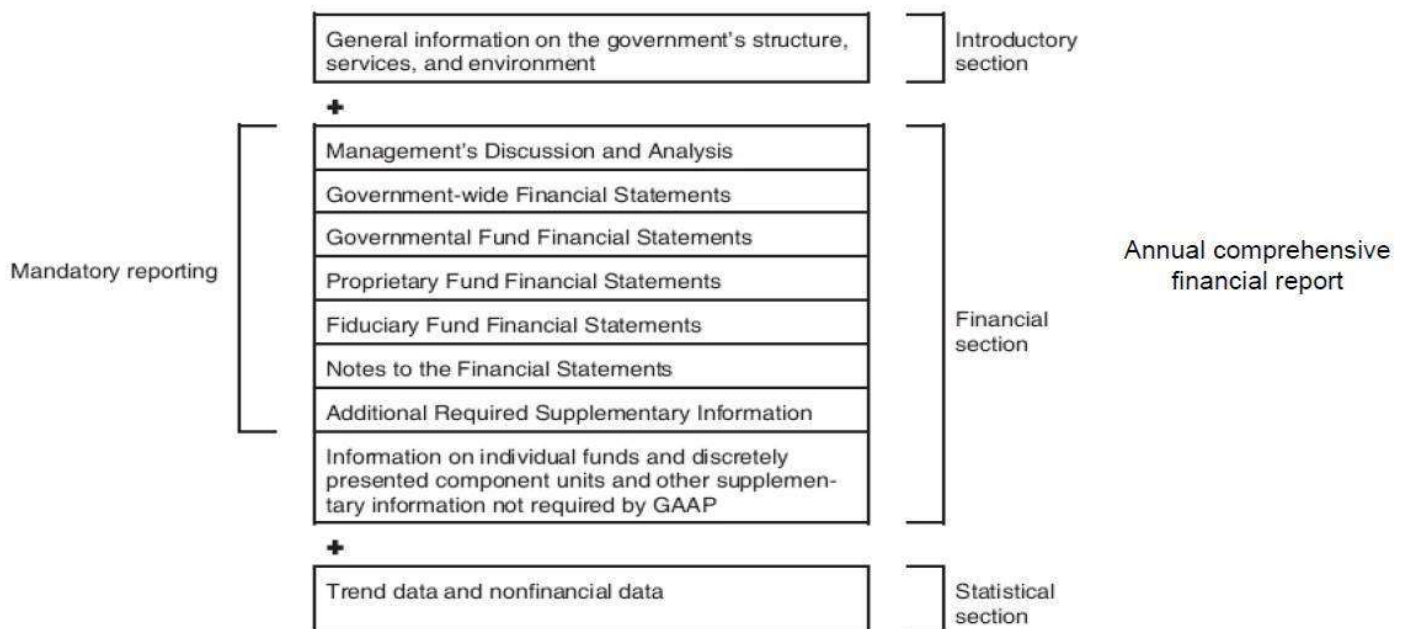 General information on the government's structure,
services, and environment
Introductory
section
+
Mandatory reporting
Management's Discussion and Analysis
Government-wide Financial Statements
Governmental Fund Financial Statements
Proprietary Fund Financial Statements
Fiduciary Fund Financial Statements
Notes to the Financial Statements
Additional Required Supplementary Information
Information on individual funds and discretely
presented component units and other supplemen-
tary information not required by GAAP
Financial
section
Annual comprehensive
financial report
+
Trend data and nonfinancial data
Statistical
section